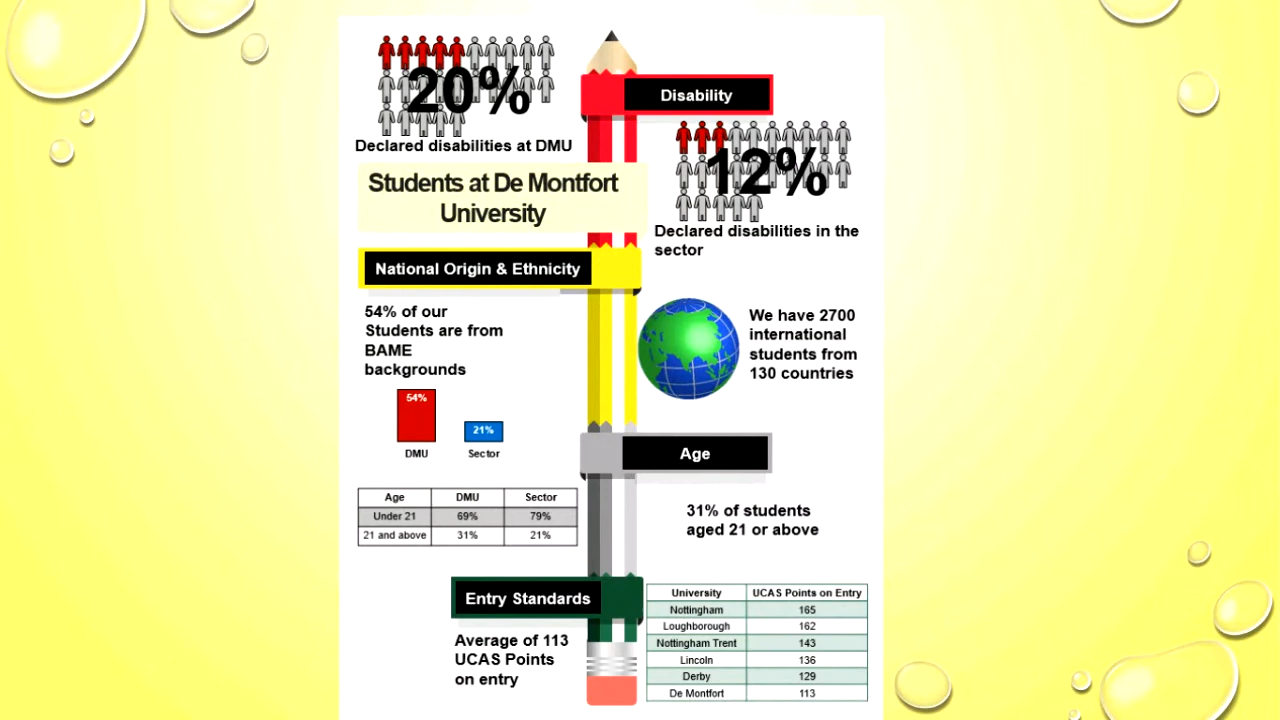 20%
Declared disabilities at DMU
Disability
12%
Declared disabilities in the
sector
Students at De Montfort
University
National Origin & Ethnicity
54% of our
Students are from
BAME
backgrounds
54%
21%
DMU Sector
We have 2700
international
students from
130 countries
Age
Age DMU Sector
Under 21 69% 79%
21 and above 31% 21%
31% of students
aged 21 or above
Entry Standards
Average of 113
UCAS Points
on entry
University UCAS Points on Entry
Nottingham 165
Loughborough 162
Nottingham Trent 143
Lincoln 136
Derby 129
De Montfort 113